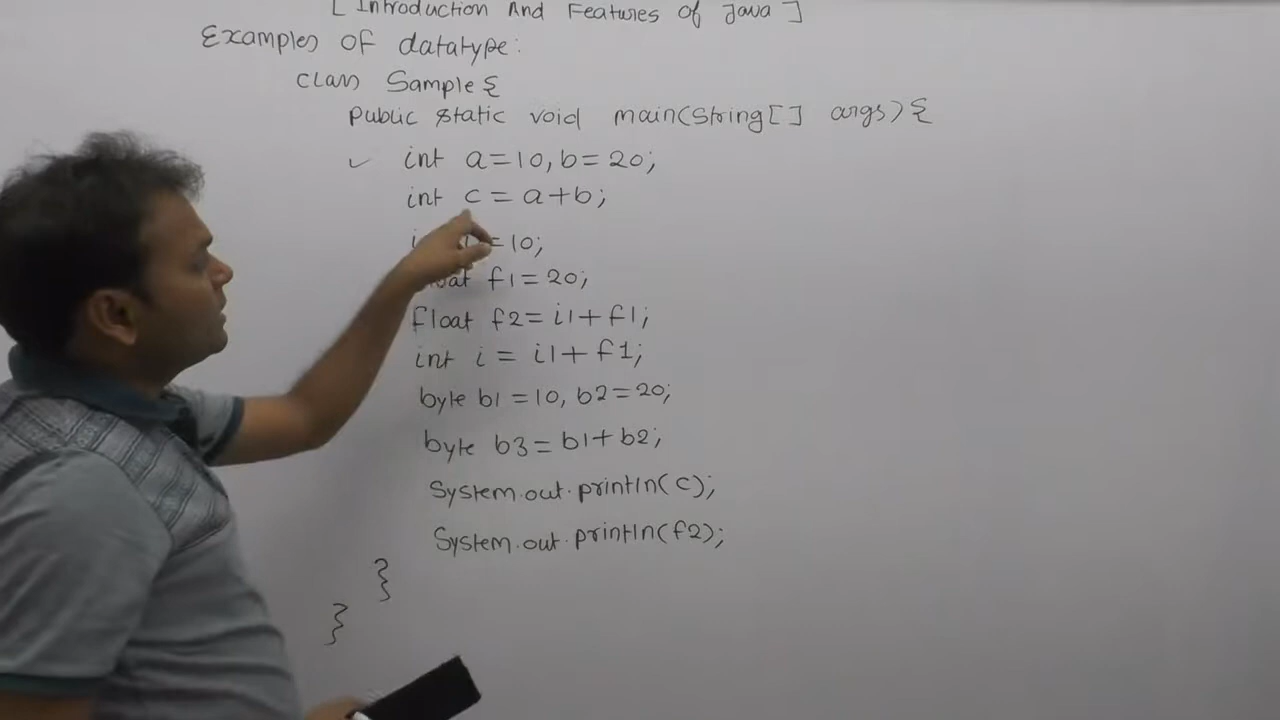 [ Introduction And Features of Java ]
Examples of datatype:
class Sample {
public static void main(String[] args) {
✓ int a=10, b=20;
int c = a+b;
=10;
f1=20;
float f2= i1+f1;
int i = i1+f1;
byte b1=10, b2=20;
byte b3=b1+b2;
System.out.println(c);
System.out.println(f2);
}
}